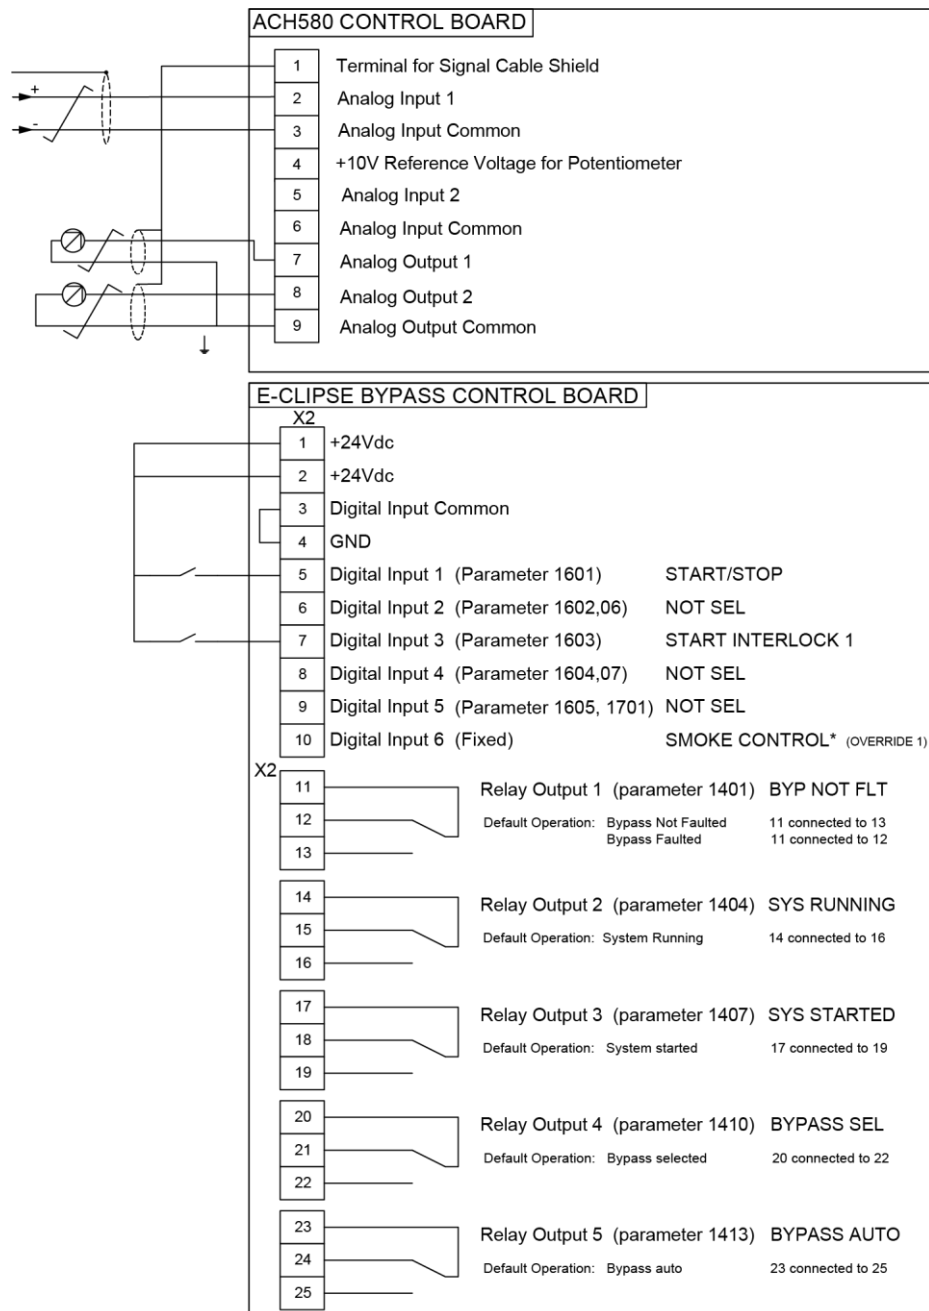 ACH580 CONTROL BOARD
1 Terminal for Signal Cable Shield
+ 2 Analog Input 1
- 3 Analog Input Common
4 +10V Reference Voltage for Potentiometer
5 Analog Input 2
6 Analog Input Common
7 Analog Output 1
8 Analog Output 2
9 Analog Output Common
E-CLIPSE BYPASS CONTROL BOARD
X2
1 +24Vdc
2 +24Vdc
3 Digital Input Common
4 GND
5 Digital Input 1 (Parameter 1601) START/STOP
6 Digital Input 2 (Parameter 1602,06) NOT SEL
7 Digital Input 3 (Parameter 1603) START INTERLOCK 1
8 Digital Input 4 (Parameter 1604,07) NOT SEL
9 Digital Input 5 (Parameter 1605, 1701) NOT SEL
10 Digital Input 6 (Fixed) SMOKE CONTROL* (OVERRIDE 1)
X2
11 Relay Output 1 (parameter 1401) BYP NOT FLT
12 Default Operation: Bypass Not Faulted 11 connected to 13
Bypass Faulted 11 connected to 12
13
14 Relay Output 2 (parameter 1404) SYS RUNNING
15 Default Operation: System Running 14 connected to 16
16
17 Relay Output 3 (parameter 1407) SYS STARTED
18 Default Operation: System started 17 connected to 19
19
20 Relay Output 4 (parameter 1410) BYPASS SEL
21 Default Operation: Bypass selected 20 connected to 22
22
23 Relay Output 5 (parameter 1413) BYPASS AUTO
24 Default Operation: Bypass auto 23 connected to 25
25